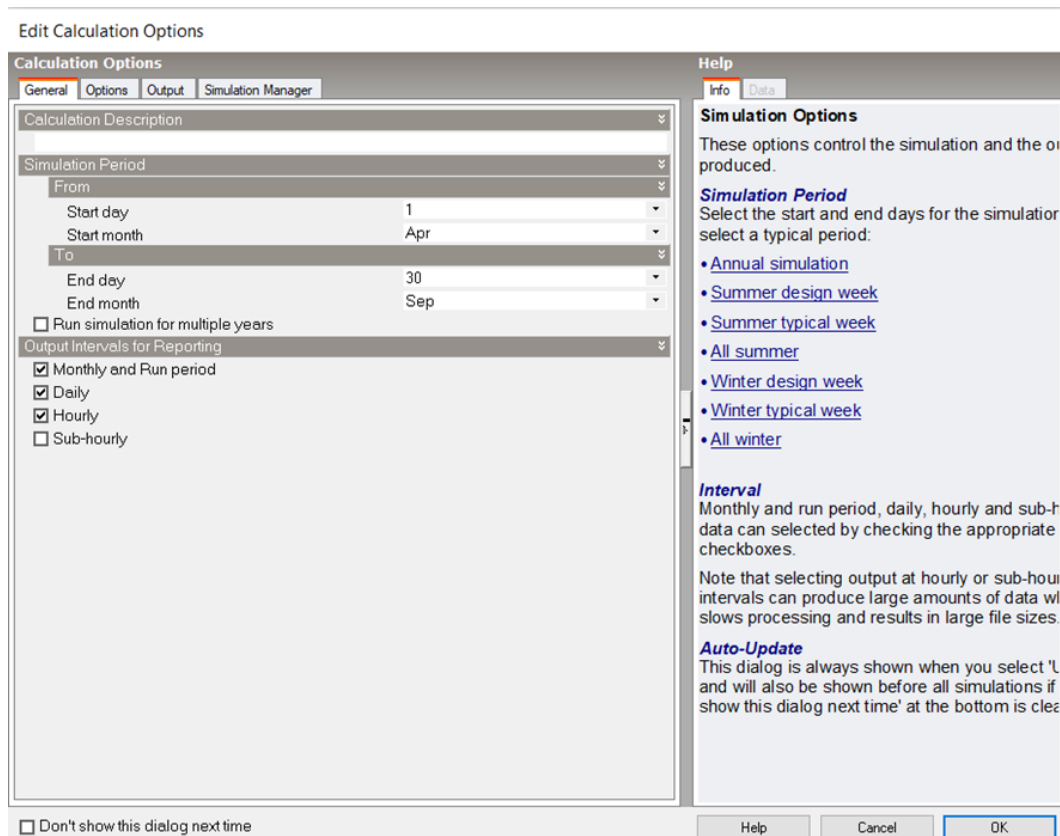 Edit Calculation Options
Calculation Options
General Options Output Simulation Manager
Calculation Description
Simulation Period
From
Start day 1
Start month Apr
To
End day 30
End month Sep
Run simulation for multiple years
Output Intervals for Reporting
Monthly and Run period
Daily
Hourly
Sub-hourly
Don't show this dialog next time
Help
Info Data
Simulation Options
These options control the simulation and the
produced.
Simulation Period
Select the start and end days for the simulation
select a typical period:
• Annual simulation
• Summer design week
• Summer typical week
• All summer
• Winter design week
• Winter typical week
• All winter
Interval
Monthly and run period, daily, hourly and sub-h
data can selected by checking the appropriate
checkboxes.
Note that selecting output at hourly or sub-hou
intervals can produce large amounts of data w
slows processing and results in large file sizes.
Auto-Update
This dialog is always shown when you select 'U
and will also be shown before all simulations if
show this dialog next time' at the bottom is clea
Help Cancel OK